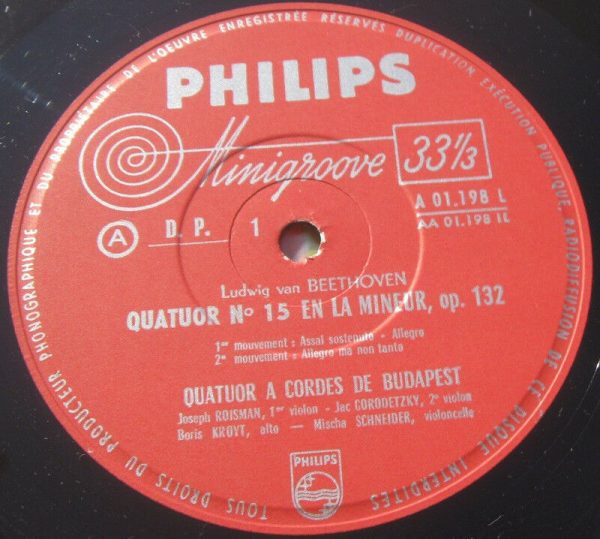 TOUS DROITS DU PRODUCTEUR PHONOGRAPHIQUE ET DU PROPRIÉTAIRE DE L'OEUVRE ENREGISTRÉE RÉSERVÉS DUPLICATION EXÉCUTION PUBLIQUE, RADIODIFFUSION DE CE DISQUE INTERDITES
PHILIPS
Minigroove 33 1/3
A 01.198 L
AA 01.198 1L
A D. P. 1
Ludwig van BEETHOVEN
QUATUOR No 15 EN LA MINEUR, op. 132
1er mouvement : Assai sostenuto - Allegro
2e mouvement : Allegro ma non tanto
QUATUOR A CORDES DE BUDAPEST
Joseph ROISMAN, 1er violon - Jac GORODETZKY, 2e violon
Boris KROYT, alto — Mischa SCHNEIDER, violoncelle
PHILIPS